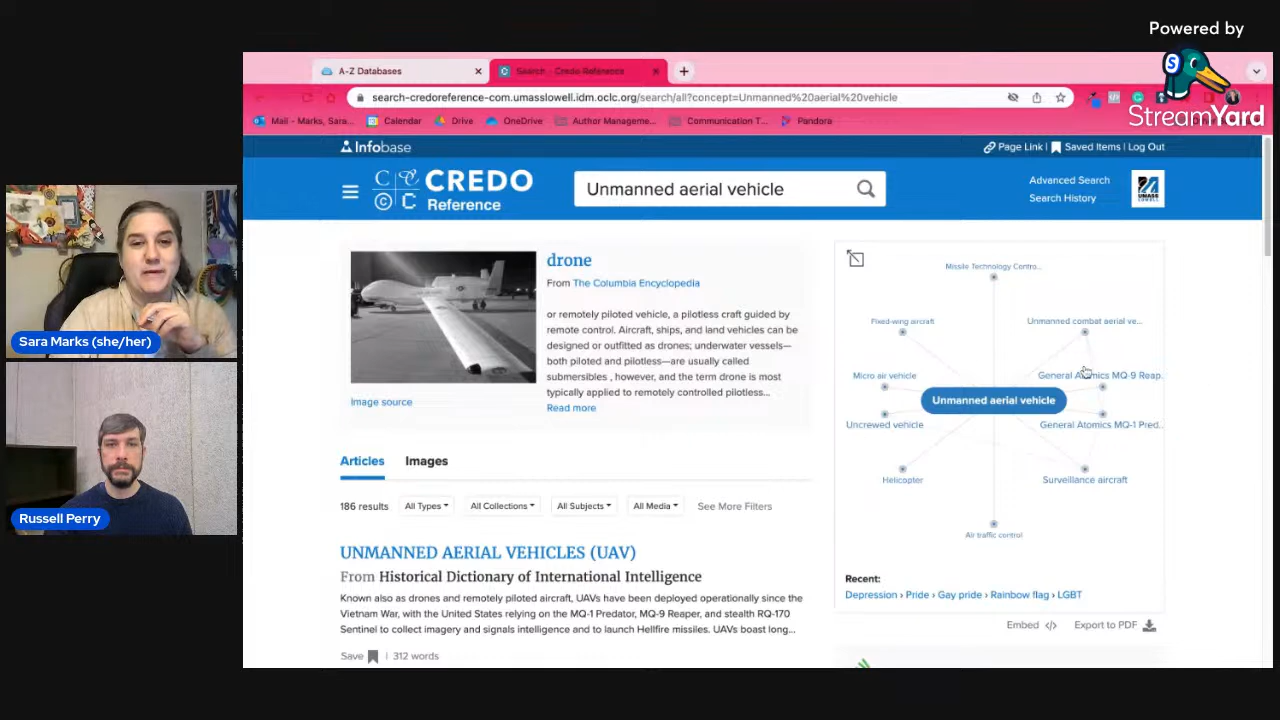 Powered by
StreamYard
A-Z Databases
Search - Credo Reference
search-credoreference-com.umasslowell.idm.oclc.org/search/all?concept=Unmanned%20aerial%20vehicle
Mail - Marks, Sara...
Calendar
Drive
OneDrive
Author Manageme...
Communication T...
Pandora
Infobase
Page Link |
Saved Items | Log Out
CREDO
Reference
Unmanned aerial vehicle
Advanced Search
Search History
drone
From The Columbia Encyclopedia
or remotely piloted vehicle, a pilotless craft guided by
remote control. Aircraft, ships, and land vehicles can be
designed or outfitted as drones; underwater vessels—
both piloted and pilotless—are usually called
submersibles , however, and the term drone is most
typically applied to remotely controlled pilotless...
Read more
Image source
Missile Technology Contro...
Fixed-wing aircraft
Unmanned combat aerial ve...
Micro air vehicle
General Atomics MQ-9 Reap..
Unmanned aerial vehicle
Uncrewed vehicle
General Atomics MQ-1 Pred..
Helicopter
Surveillance aircraft
Air traffic control
Recent:
Depression › Pride › Gay pride › Rainbow flag › LGBT
Embed </>
Export to PDF
Articles
Images
186 results
All Types
All Collections
All Subjects
All Media
See More Filters
UNMANNED AERIAL VEHICLES (UAV)
From Historical Dictionary of International Intelligence
Known also as drones and remotely piloted aircraft, UAVs have been deployed operationally since the
Vietnam War, with the United States relying on the MQ-1 Predator, MQ-9 Reaper, and stealth RQ-170
Sentinel to collect imagery and signals intelligence and to launch Hellfire missiles. UAVs boast long...
Save | 312 words
Sara Marks (she/her)
Russell Perry